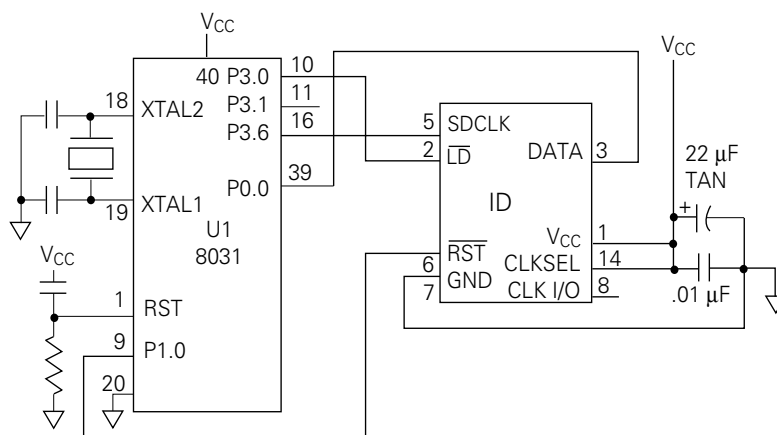 VCC
VCC
40 P3.0
10
P3.1
11
P3.6
16
18
XTAL2
P0.0
39
19
XTAL1
U1
8031
VCC
1
RST
9
P1.0
20
5
SDCLK
2
LD
DATA
3
ID
VCC
1
RST
6
CLKSEL
14
GND
7
CLK I/O
8
22 µF
TAN
+
.01 µF